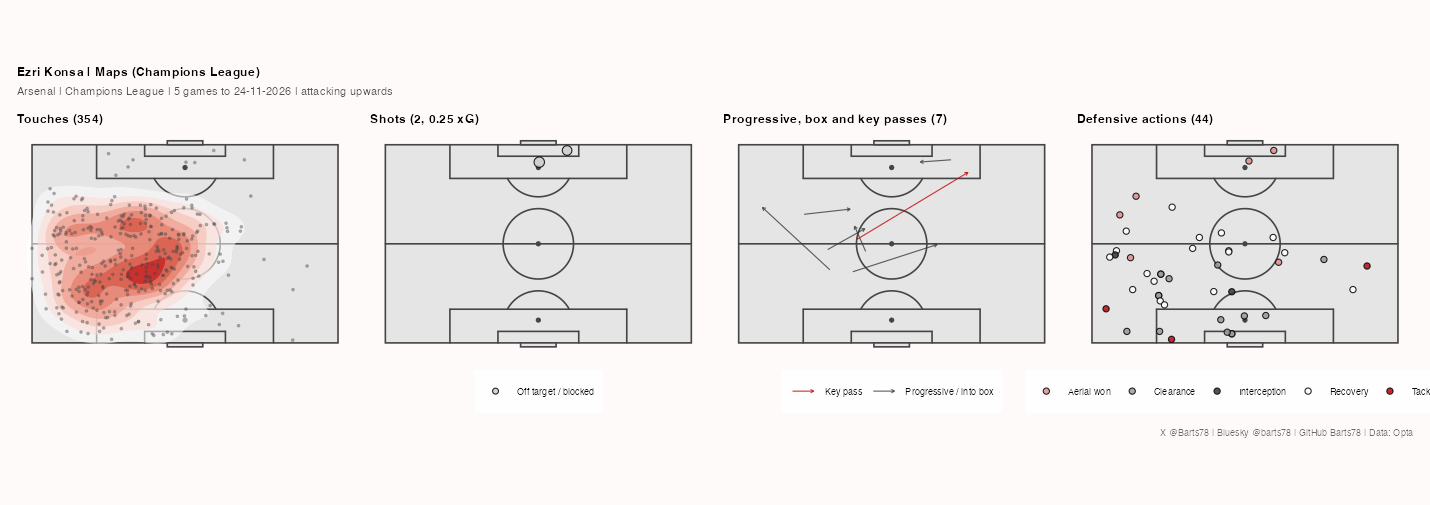 Ezri Konsa | Maps (Champions League)
Arsenal | Champions League | 5 games to 24-11-2026 | attacking upwards
Touches (354)
Shots (2, 0.25 xG)
Progressive, box and key passes (7)
Defensive actions (44)
Off target / blocked
Key pass
Progressive / into box
Aerial won
Clearance
Interception
Recovery
Tack
X @Barts78 | Bluesky @barts78 | GitHub Barts78 | Data: Opta